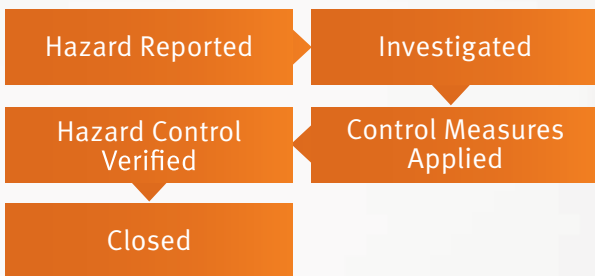 Hazard Reported
Investigated
Control Measures
Applied
Hazard Control
Verified
Closed